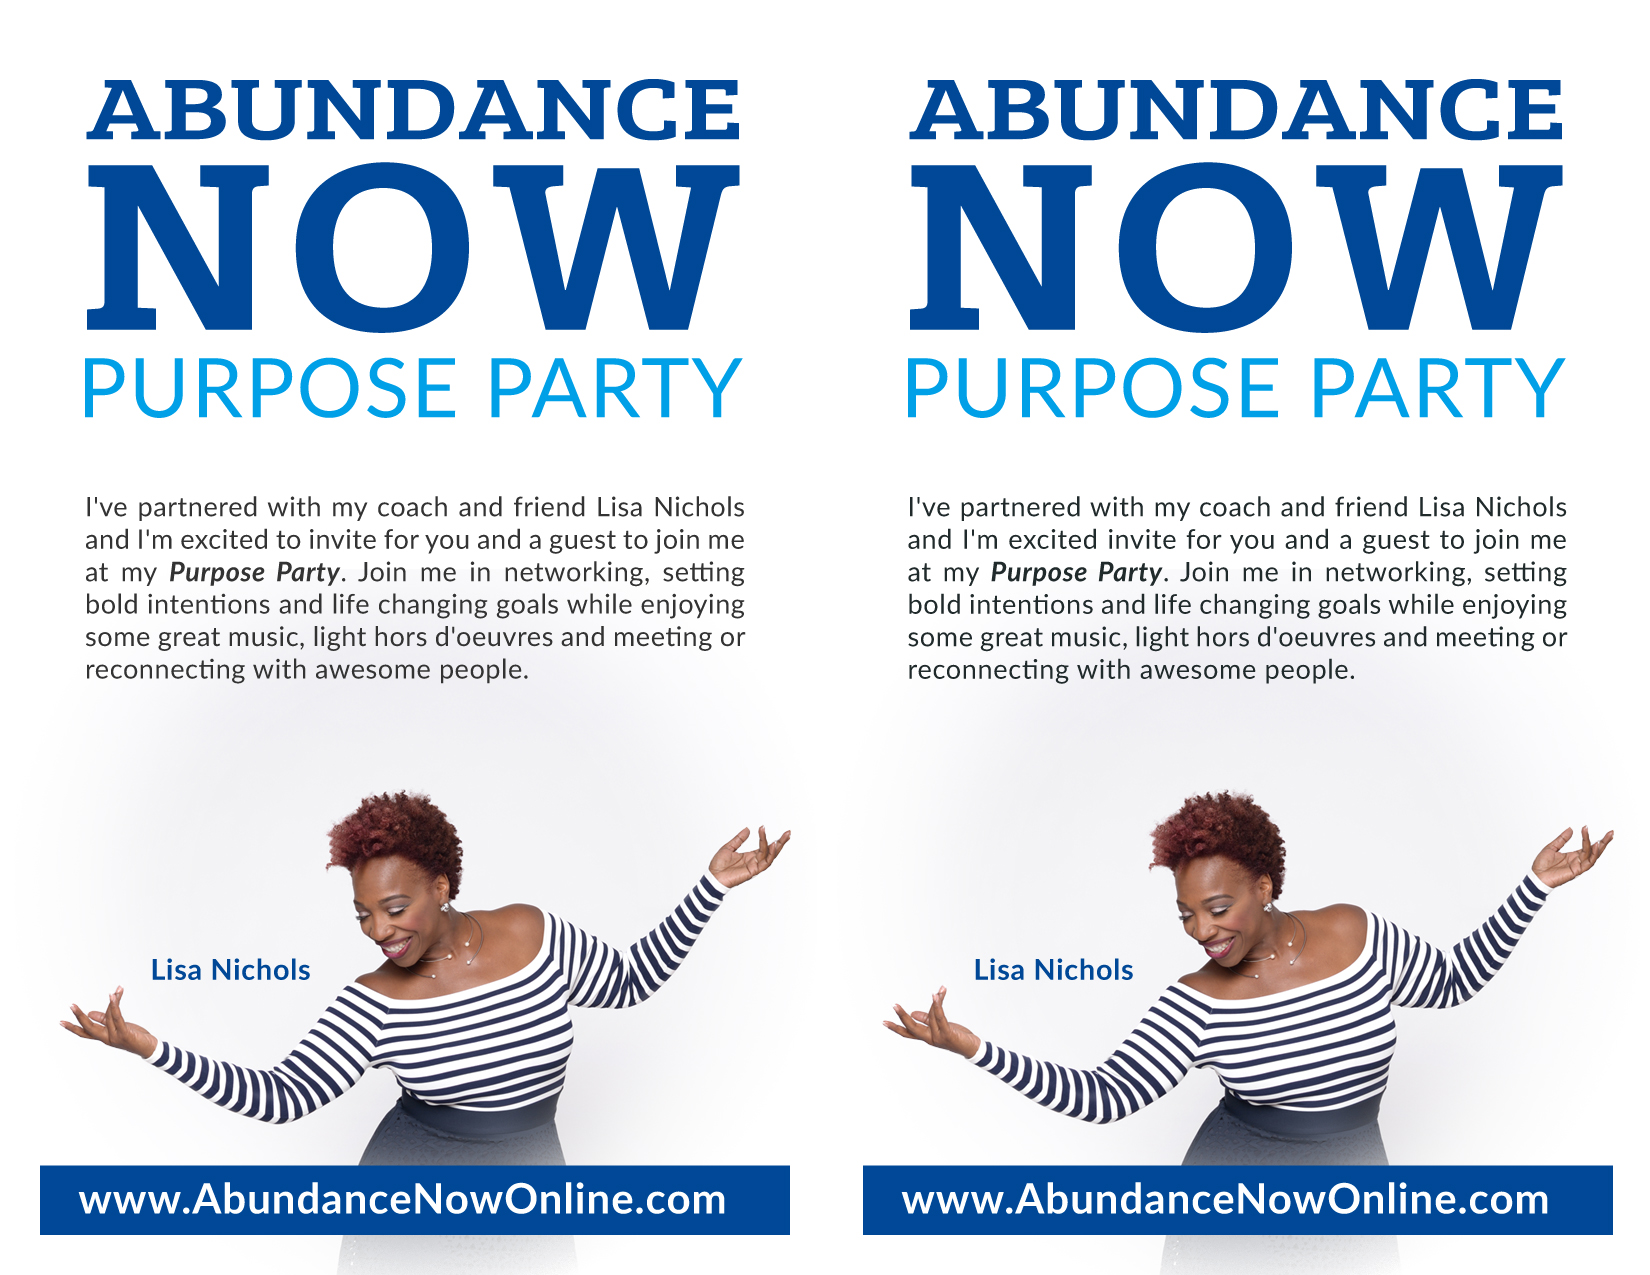 ABUNDANCE
NOW
PURPOSE PARTY
I've partnered with my coach and friend Lisa Nichols
and I'm excited to invite for you and a guest to join me
at my Purpose Party. Join me in networking, setting
bold intentions and life changing goals while enjoying
some great music, light hors d'oeuvres and meeting or
reconnecting with awesome people.
Lisa Nichols
www.AbundanceNowOnline.com
ABUNDANCE
NOW
PURPOSE PARTY
I've partnered with my coach and friend Lisa Nichols
and I'm excited invite for you and a guest to join me
at my Purpose Party. Join me in networking, setting
bold intentions and life changing goals while enjoying
some great music, light hors d'oeuvres and meeting or
reconnecting with awesome people.
Lisa Nichols
www.AbundanceNowOnline.com